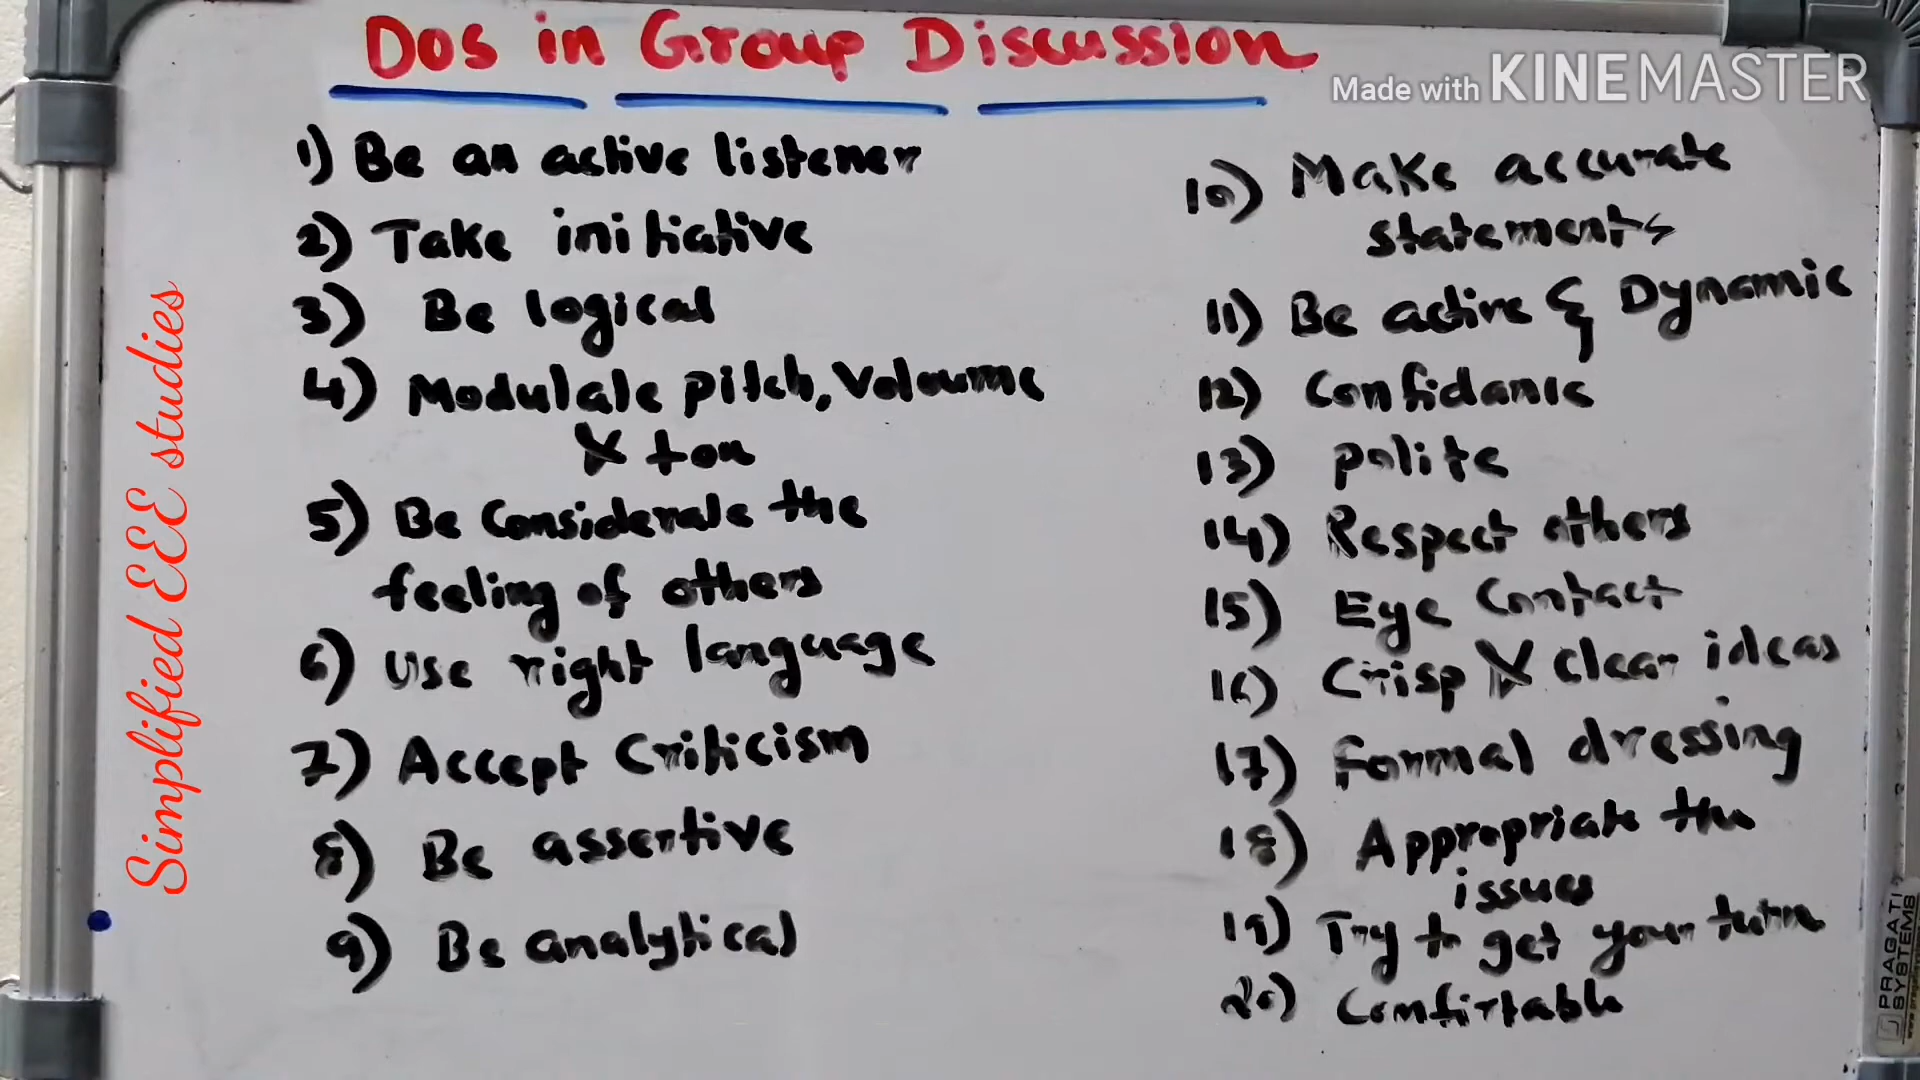 Dos in Group Discussion
Made with KINEMASTER
Simplified EEE studies
1) Be an active listener
2) Take initiative
3) Be logical
4) Modulate pitch, Voloume
& ton
5) Be Considerate the
feeling of others
6) Use right language
7) Accept Criticism
8) Be assertive
9) Be analytical
10) Make accurate
statements
11) Be active & Dynamic
12) Confidance
13) polite
14) Respect others
15) Eye Contact
16) Crisp & clear ideas
17) Formal dressing
18) Appropriate the
issues
19) Try to get your turn
20) Comfirtable
PRAGATI
SYSTEMS